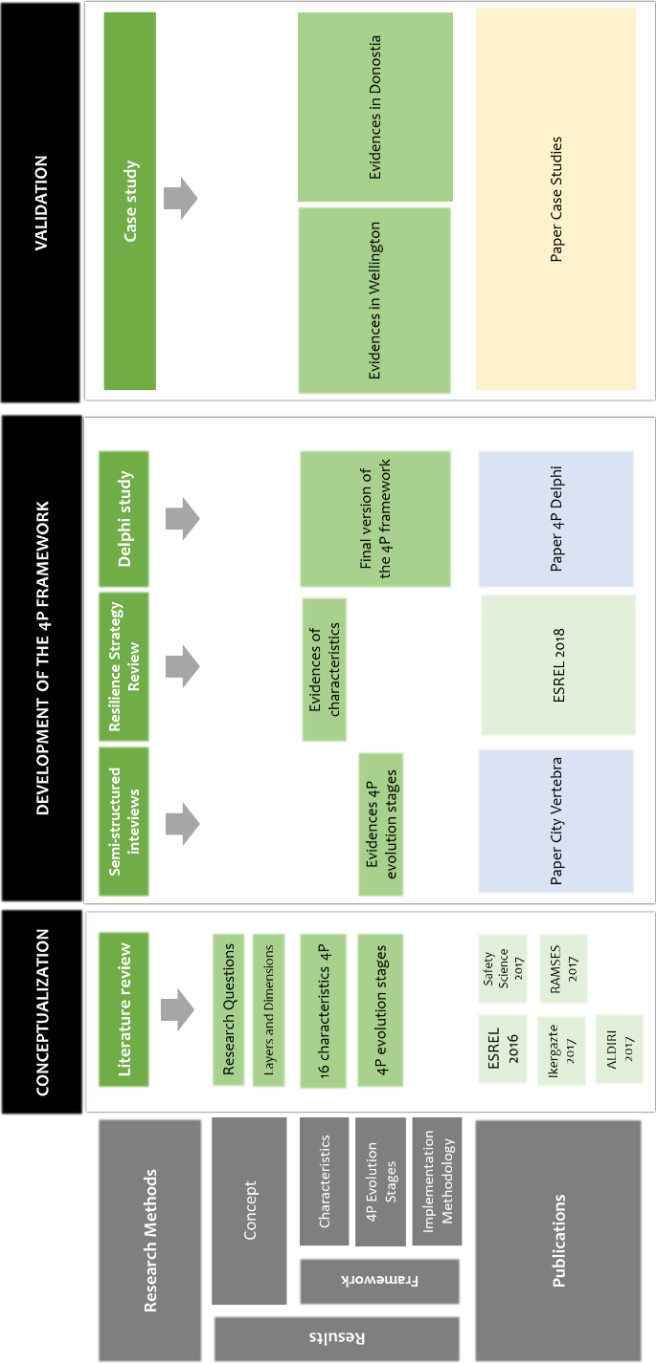 CONCEPTUALIZATION
DEVELOPMENT OF THE 4P FRAMEWORK
VALIDATION
Research Methods
Literature review
Semi-structured
inteviews
Resilience Strategy
Review
Delphi study
Case study
Results
Concept
Research Questions
Layers and Dimensions
Framework
Characteristics
16 characteristics 4P
Evidences of
characteristics
4P Evolution
Stages
4P evolution stages
Evidences 4P
evolution stages
Implementation
Methodology
Final version of
the 4P framework
Evidences in Wellington
Evidences in Donostia
Publications
ESREL
2016
Safety
Science
2017
Ikergazte
2017
RAMSES
2017
ALDIRI
2017
Paper City Vertebra
ESREL 2018
Paper 4P Delphi
Paper Case Studies